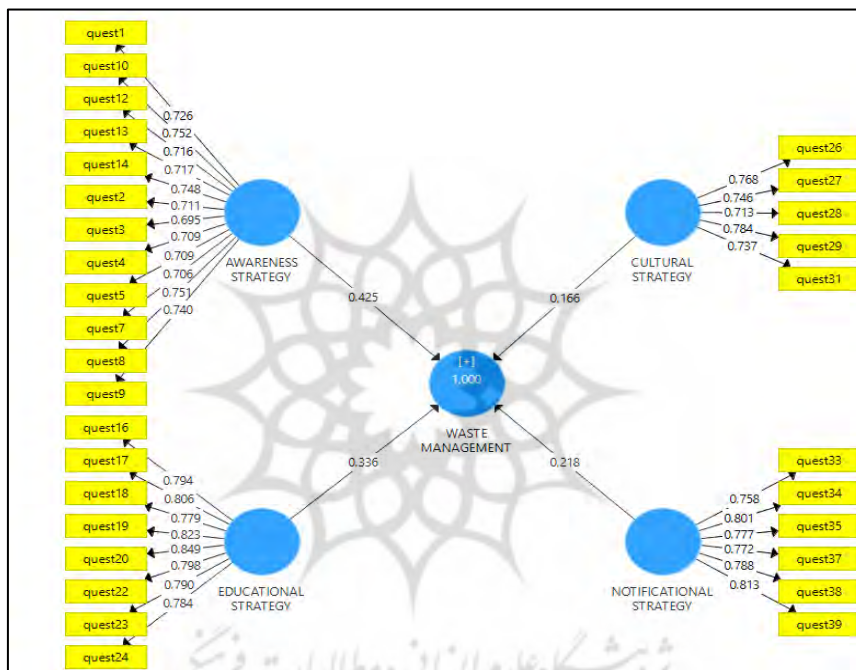 quest1
quest10
quest12
quest13
quest14
quest2
quest3
quest4
quest5
quest7
quest8
quest9
0.726
0.752
0.716
0.717
0.748
0.711
0.695
0.709
0.709
0.706
0.751
0.740
AWARENESS
STRATEGY
0.425
quest26
quest27
quest28
quest29
quest31
0.768
0.746
0.713
0.784
0.737
CULTURAL
STRATEGY
0.166
[+]
1.000
WASTE
MANAGEMENT
quest16
quest17
quest18
quest19
quest20
quest22
quest23
quest24
0.794
0.806
0.779
0.823
0.849
0.798
0.790
0.784
EDUCATIONAL
STRATEGY
0.336
quest33
quest34
quest35
quest37
quest38
quest39
0.758
0.801
0.777
0.772
0.788
0.813
NOTIFICATIONAL
STRATEGY
0.218